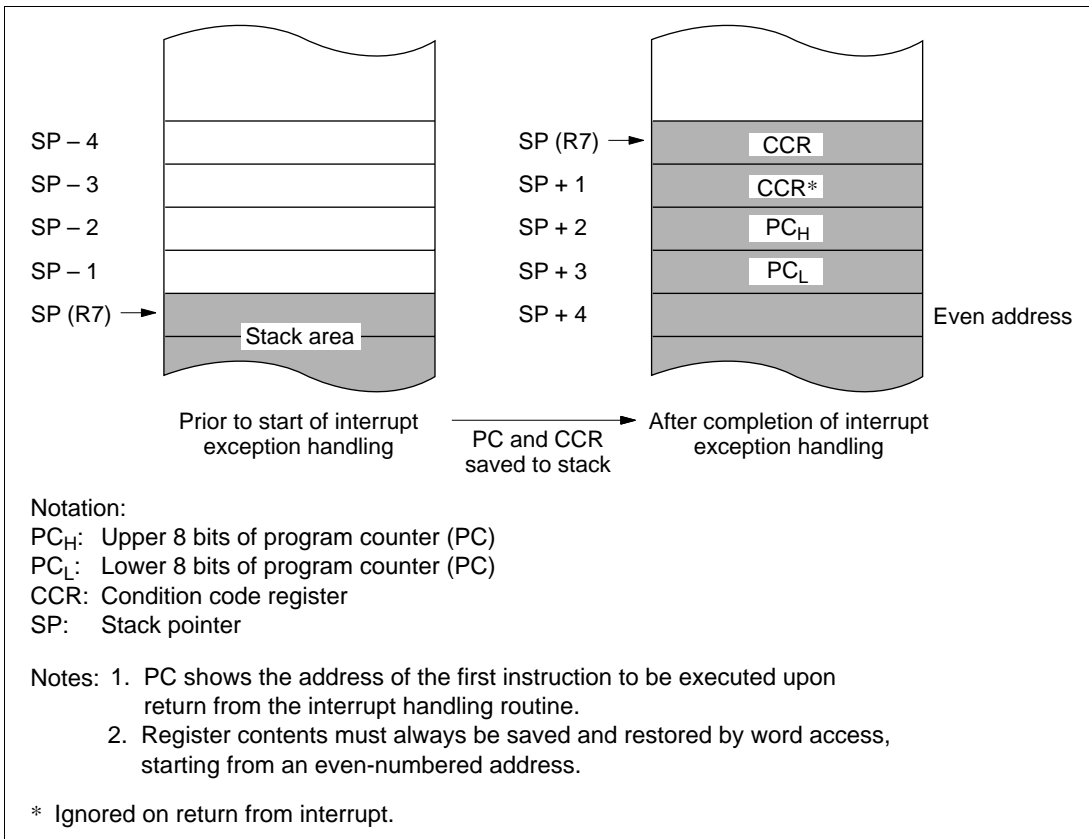 SP – 4
SP – 3
SP – 2
SP – 1
SP (R7)
Stack area
SP (R7)
SP + 1
SP + 2
SP + 3
SP + 4
CCR
CCR*
PCH
PCL
Even address
Prior to start of interrupt
exception handling
PC and CCR
saved to stack
After completion of interrupt
exception handling
Notation:
PCH: Upper 8 bits of program counter (PC)
PCL: Lower 8 bits of program counter (PC)
CCR: Condition code register
SP: Stack pointer
Notes: 1. PC shows the address of the first instruction to be executed upon
return from the interrupt handling routine.
2. Register contents must always be saved and restored by word access,
starting from an even-numbered address.
* Ignored on return from interrupt.